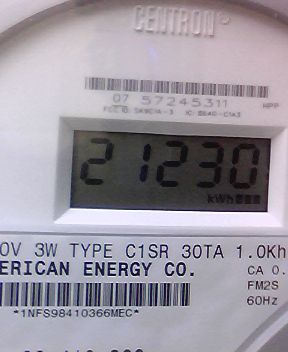 CENTRON®
07 57245311
21230
kWh
0V 3W TYPE C1SR 30TA 1.0Kh
ERICAN ENERGY CO.
CA 0.
FM2S
60Hz
*1NFS98410366MEC*